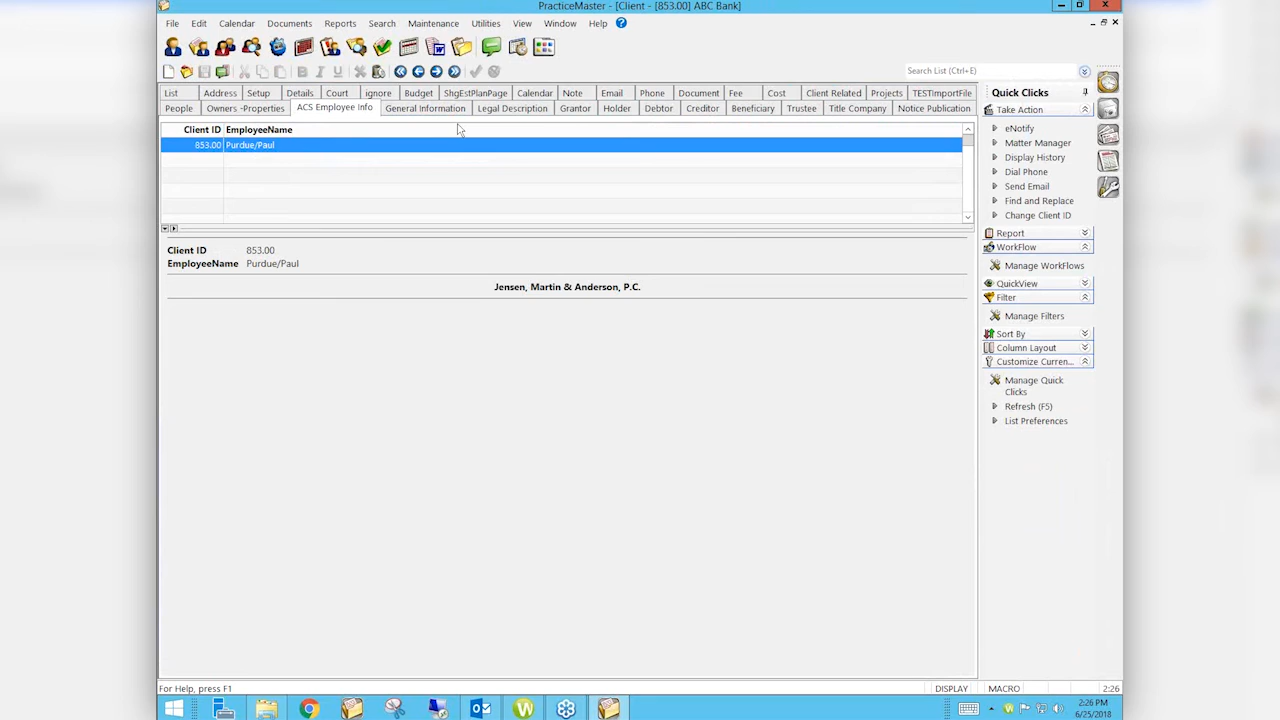 PracticeMaster - [Client - [853.00] ABC Bank]
File Edit Calendar Documents Reports Search Maintenance Utilities View Window Help
Search List (Ctrl+E)
List Address Setup Details Court ignore Budget ShgEstPlanPage Calendar Note Email Phone Document Fee Cost Client Related Projects TESTImportFile
People Owners -Properties ACS Employee Info General Information Legal Description Grantor Holder Debtor Creditor Beneficiary Trustee Title Company Notice Publication
Client ID EmployeeName
853.00 Purdue/Paul
Client ID 853.00
EmployeeName Purdue/Paul
Jensen, Martin & Anderson, P.C.
Quick Clicks
Take Action
eNotify
Matter Manager
Display History
Dial Phone
Send Email
Find and Replace
Change Client ID
Report
WorkFlow
Manage WorkFlows
QuickView
Filter
Manage Filters
Sort By
Column Layout
Customize Curren...
Manage Quick
Clicks
Refresh (F5)
List Preferences
For Help, press F1
DISPLAY MACRO 2:26
2:26 PM
6/25/2018